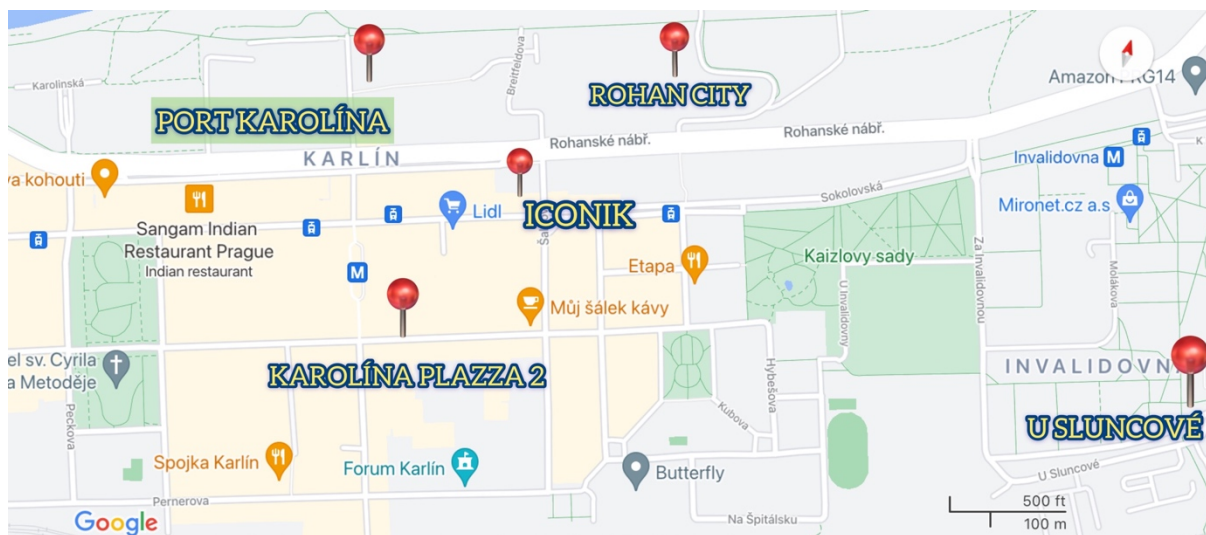 Karolinská
Breitfeldova
Amazon PRG14
ROHAN CITY
PORT KAROLÍNA
Rohanské nábř.
Rohanské nábř.
KARLÍN
Invalidovna M
va kohouti
Sokolovská
Mironet.cz a.s
Lidl
ICONIK
Sangam Indian
Restaurant Prague
Indian restaurant
Kaizlovy sady
Za Invalidovnou
Molákova
M
Etapa
U Invalidovny
Můj šálek kávy
el sv. Cyrila
a Metoděje
KAROLÍNA PLAZZA 2
INVALIDOVNA
Peckova
Hybešova
Kubova
U SLUNCOVÉ
Spojka Karlín
Forum Karlín
Butterfly
U Sluncové
Pernerova
500 ft
100 m
Google
Na Špitálsku